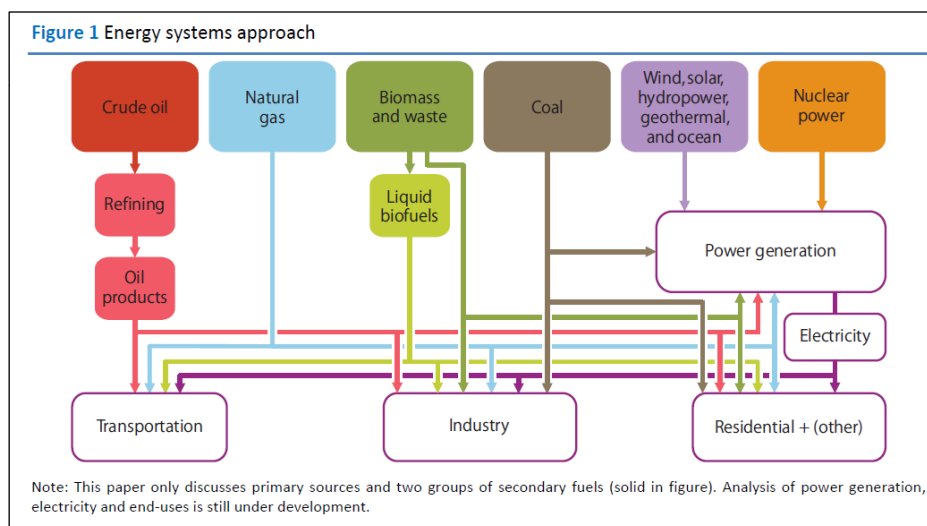 Figure 1 Energy systems approach
Crude oil
Natural
gas
Biomass
and waste
Coal
Wind, solar,
hydropower,
geothermal,
and ocean
Nuclear
power
Refining
Liquid
biofuels
Power generation
Oil
products
Electricity
Transportation
Industry
Residential + (other)
Note: This paper only discusses primary sources and two groups of secondary fuels (solid in figure). Analysis of power generation,
electricity and end-uses is still under development.